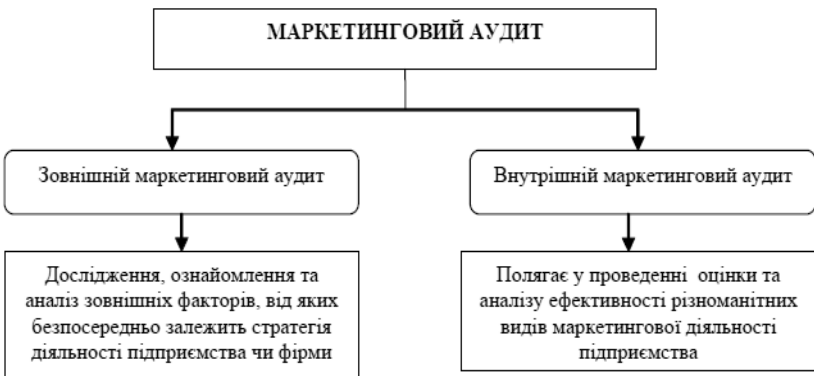 МАРКЕТИНГОВИЙ АУДИТ
Зовнішній маркетинговий аудит
Внутрішній маркетинговий аудит
Дослідження, ознайомлення та
аналіз зовнішніх факторів, від яких
безпосередньо залежить стратегія
діяльності підприємства чи фірми
Полягає у проведенні оцінки та
аналізу ефективності різноманітних
видів маркетингової діяльності
підприємства